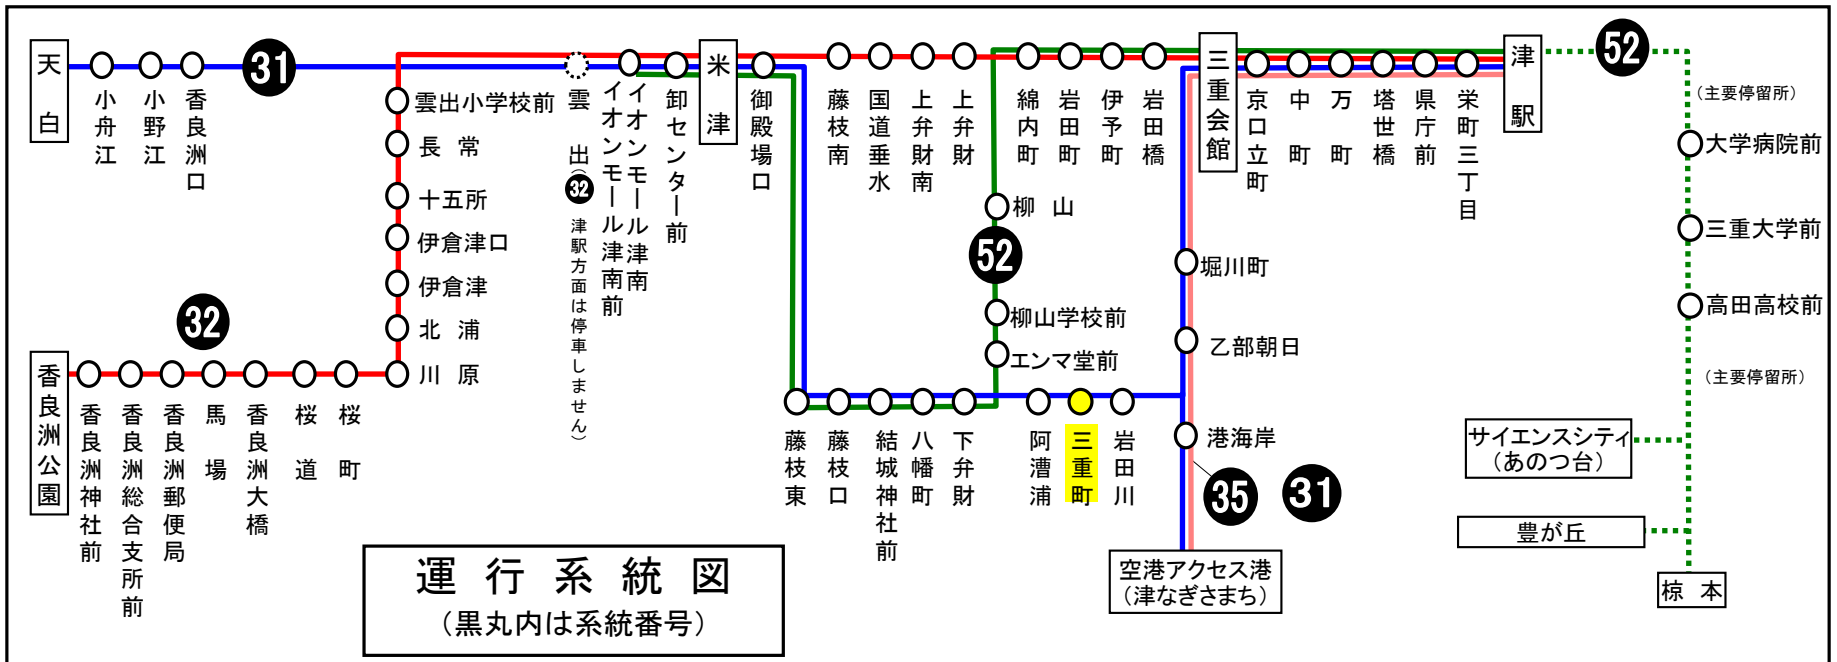 天白
小舟江
小野江
香良洲口
31
雲出小学校前
長常
十五所
伊倉津口
伊倉津
北浦
川原
32
香良洲公園
香良洲神社前
香良洲総合支所前
香良洲郵便局
馬場
香良洲大橋
桜道
桜町
雲出(32 津駅方面は停車しません)
イオンモール津南前
イオンモール津南
卸センター前
米津
御殿場口
藤枝南
国道垂水
上弁財南
上弁財
綿内町
岩田町
伊予町
岩田橋
三重会館
京口立町
中町
万町
塔世橋
県庁前
栄町三丁目
津駅
52
(主要停留所)
大学病院前
三重大学前
高田高校前
(主要停留所)
サイエンスシティ
(あのつ台)
豊が丘
椋本
柳山
52
柳山学校前
エンマ堂前
藤枝東
藤枝口
結城神社前
八幡町
下弁財
阿漕浦
三重町
岩田川
堀川町
乙部朝日
港海岸
35
31
空港アクセス港
(津なぎさまち)
運行系統図
(黒丸内は系統番号)